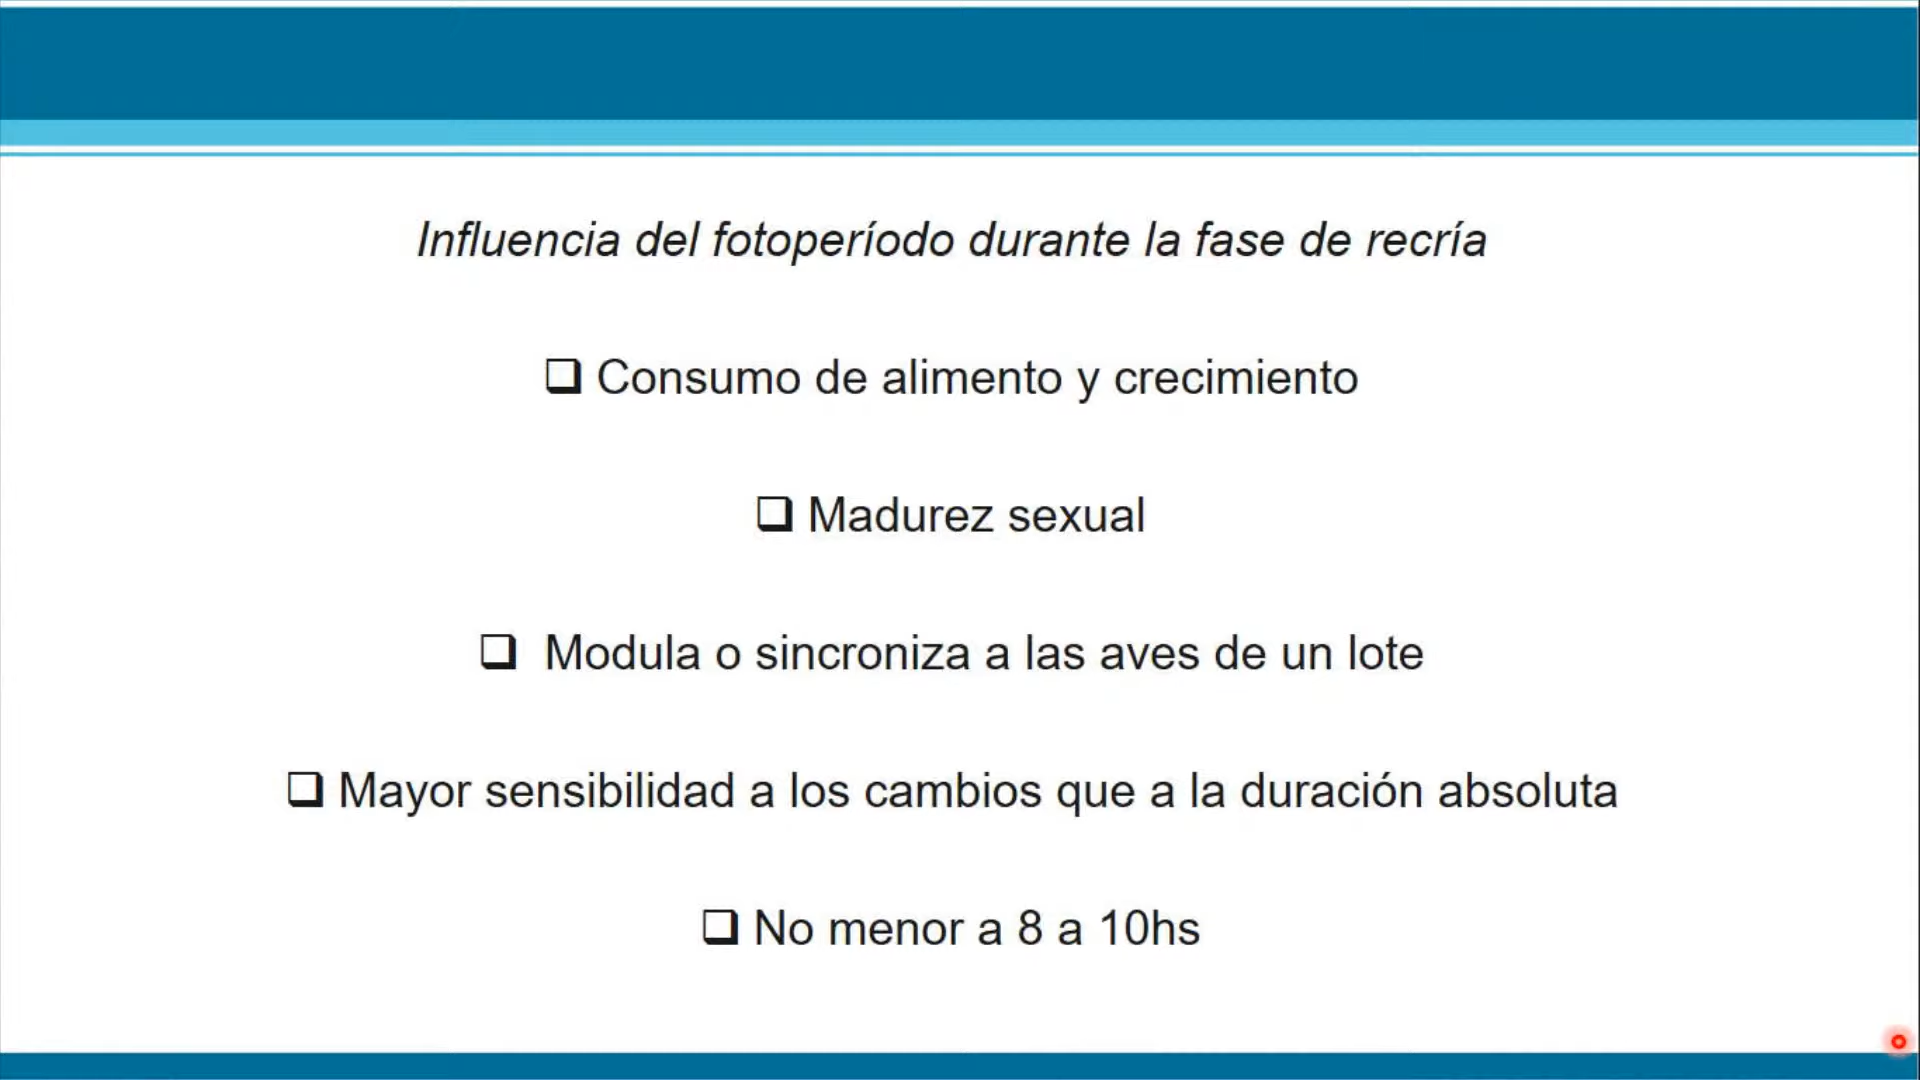 Influencia del fotoperíodo durante la fase de recría
❑ Consumo de alimento y crecimiento
❑ Madurez sexual
❑ Modula o sincroniza a las aves de un lote
❑ Mayor sensibilidad a los cambios que a la duración absoluta
❑ No menor a 8 a 10hs